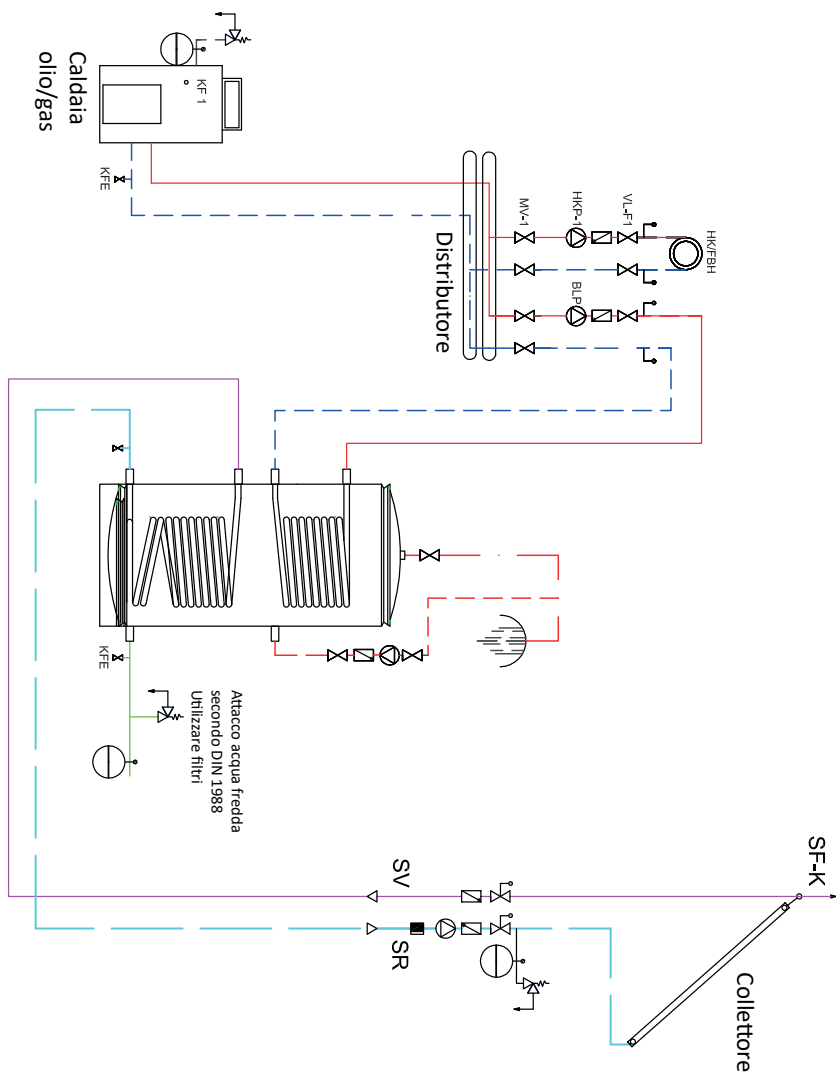 Caldaia
olio/gas
KF 1
KFE
Distributore
MV-1
HKP-1
VL-F1
HK/FBH
BLP
KFE
Attacco acqua fredda
secondo DIN 1988
Utilizzare filtri
SV
SR
SF-K
Collettore